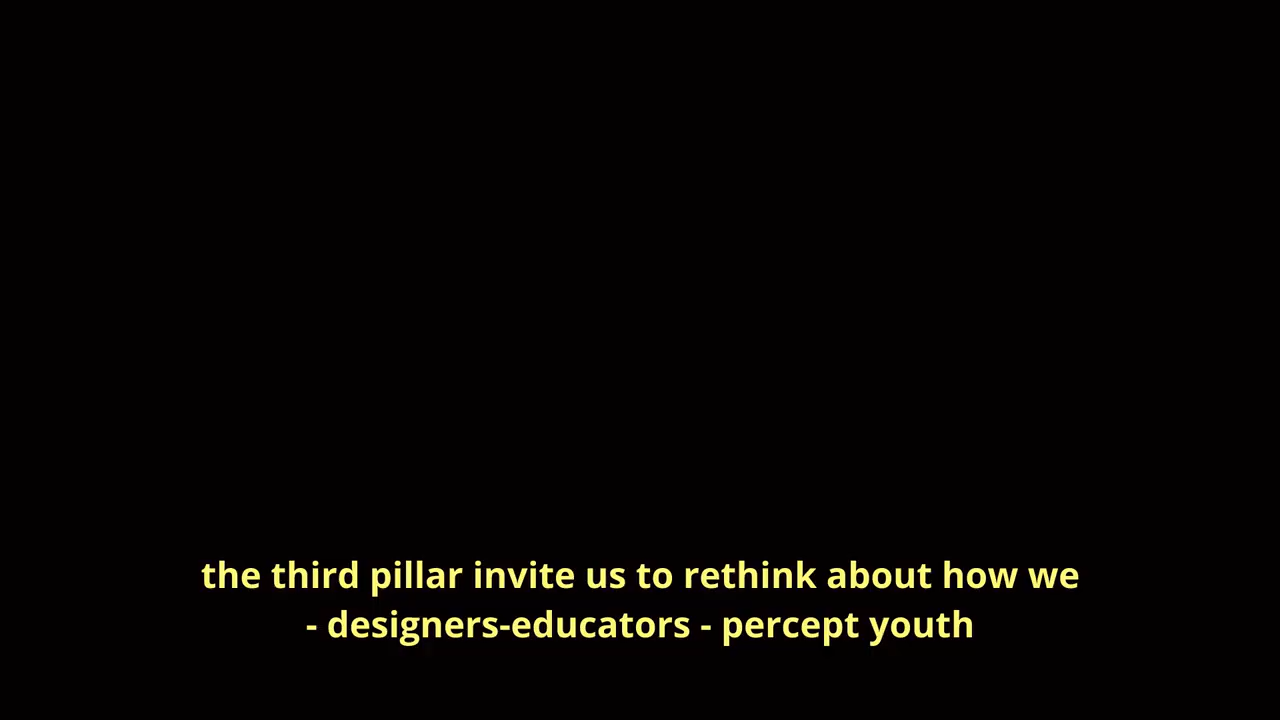 the third pillar invite us to rethink about how we
- designers-educators - percept youth